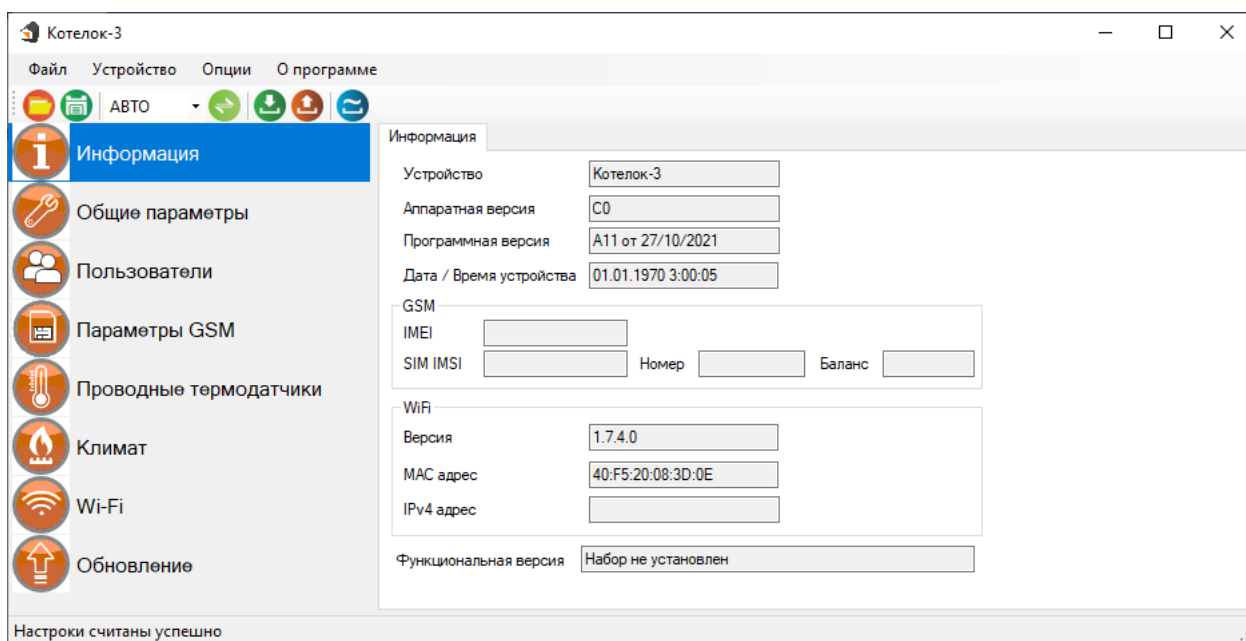 Котелок-3
Файл Устройство Опции О программе
АВТО
Информация
Общие параметры
Пользователи
Параметры GSM
Проводные термодатчики
Климат
Wi-Fi
Обновление
Информация
Устройство Котелок-3
Аппаратная версия C0
Программная версия A11 от 27/10/2021
Дата / Время устройства 01.01.1970 3:00:05
GSM
IMEI
SIM IMSI Номер Баланс
WiFi
Версия 1.7.4.0
MAC адрес 40:F5:20:08:3D:0E
IPv4 адрес
Функциональная версия Набор не установлен
Настроки считаны успешно